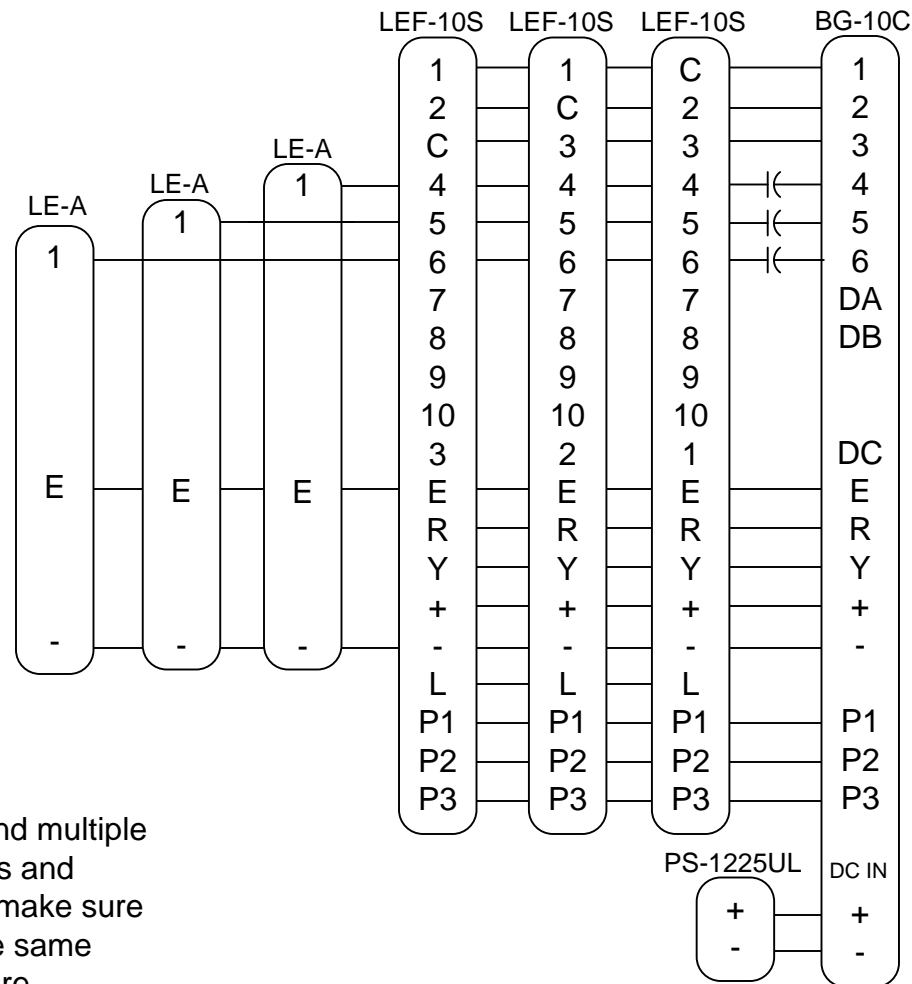 LEF-10S LEF-10S LEF-10S BG-10C
1 1 C 1
2 C 2 2
LE-A
C 3 3 3
LE-A
1 4 4 4 4
LE-A
1 5 5 5 5
1 6 6 6 6
7 7 7 DA
8 8 8 DB
9 9 9
10 10 10
3 2 1 DC
E E E E E E E
R R R R
Y Y Y Y
+ + + +
- - - - - - -
L L L
P1 P1 P1 P1
P2 P2 P2 P2
P3 P3 P3 P3
nd multiple
s and
make sure
e same
PS-1225UL DC IN
+ +
- -